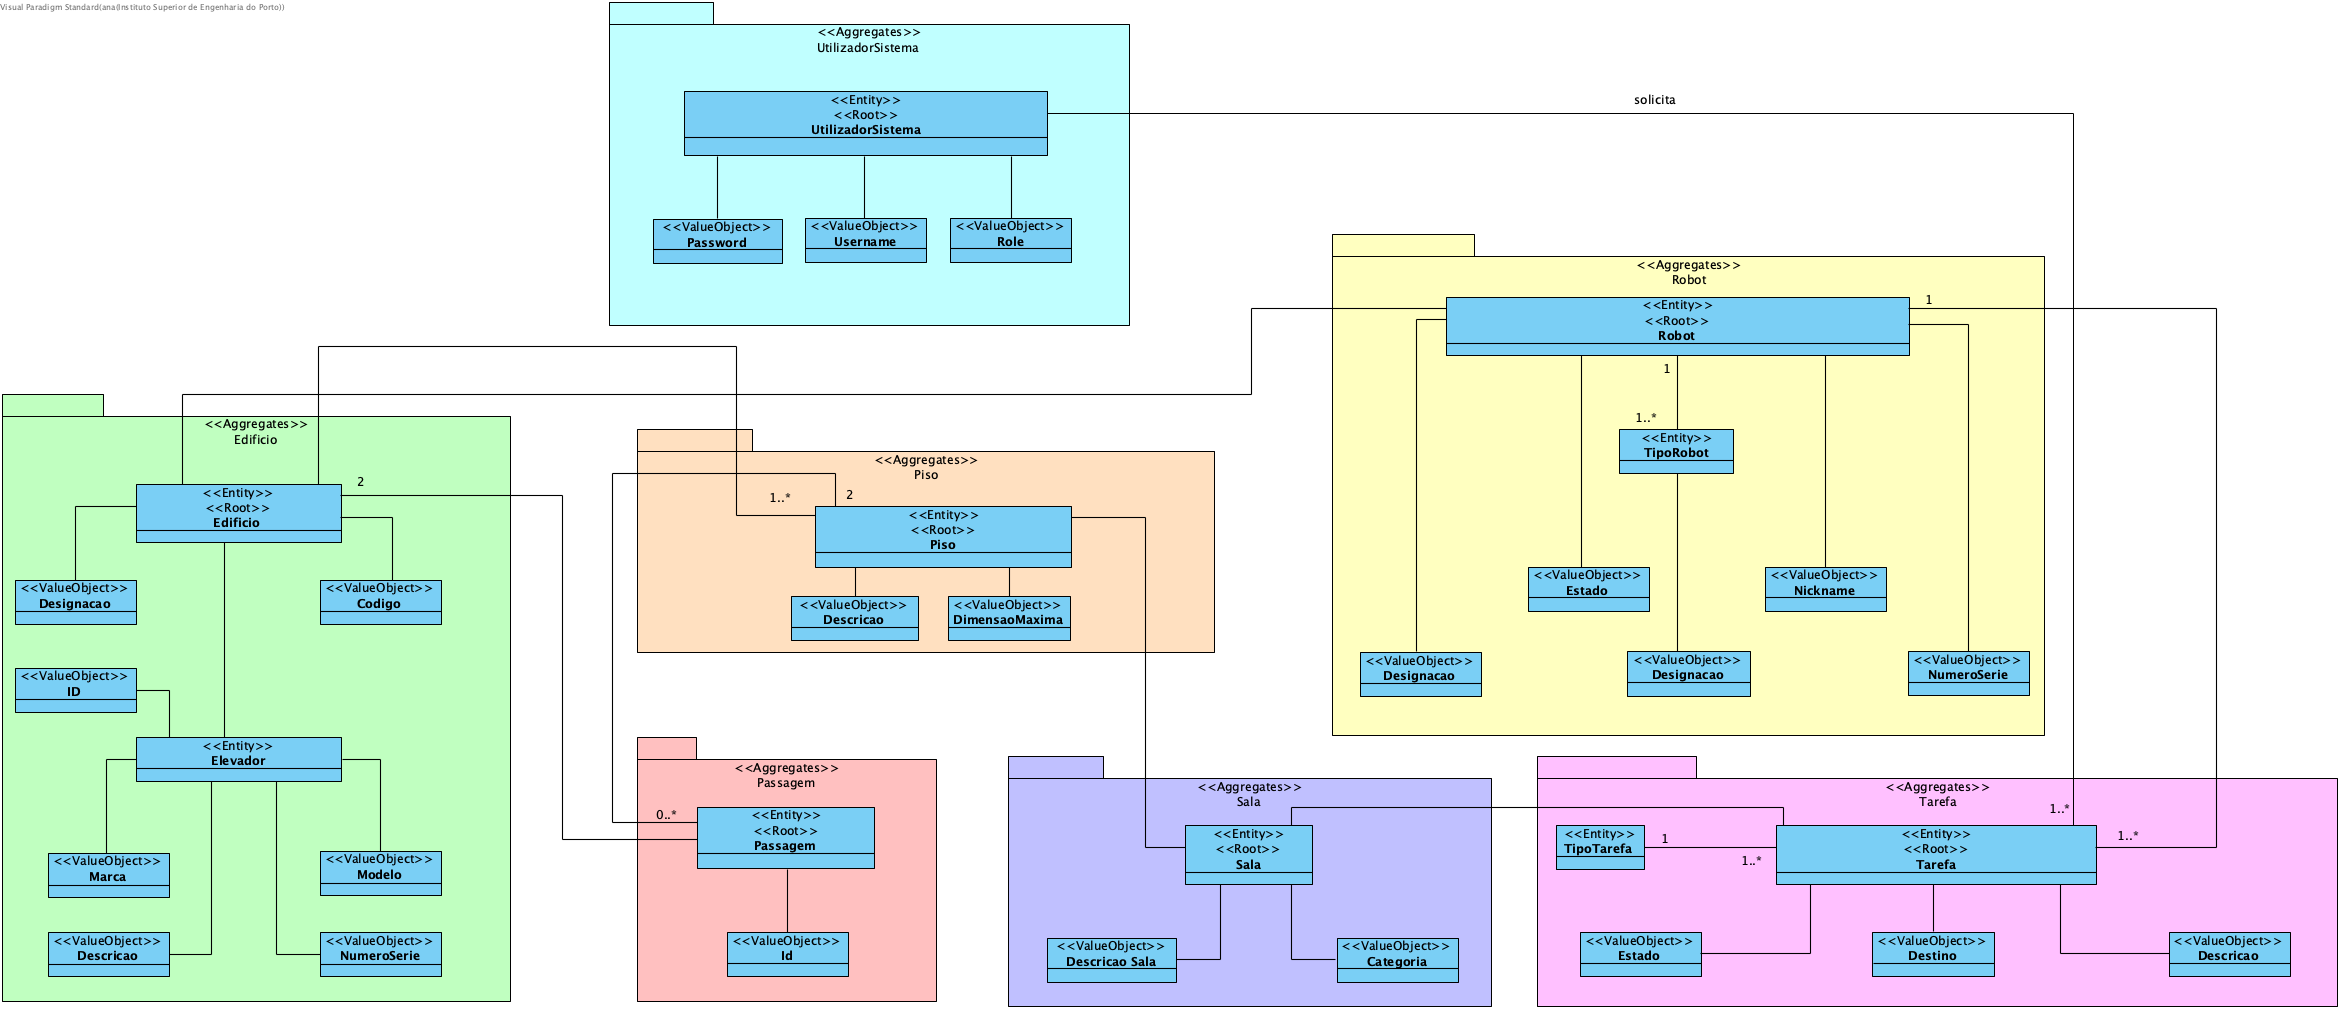 Visual Paradigm Standard(ana(Instituto Superior de Engenharia do Porto))
<<Aggregates>>
UtilizadorSistema
<<Entity>>
<<Root>>
UtilizadorSistema
solicita
<<ValueObject>>
Password
<<ValueObject>>
Username
<<ValueObject>>
Role
<<Aggregates>>
Robot
<<Entity>>
<<Root>>
Robot
1
1
1..*
<<Entity>>
TipoRobot
<<ValueObject>>
Estado
<<ValueObject>>
Nickname
<<ValueObject>>
Designacao
<<ValueObject>>
Designacao
<<ValueObject>>
NumeroSerie
<<Aggregates>>
Edificio
<<Entity>>
<<Root>>
Edificio
2
<<ValueObject>>
Designacao
<<ValueObject>>
Codigo
<<ValueObject>>
ID
<<Entity>>
Elevador
<<ValueObject>>
Marca
<<ValueObject>>
Modelo
<<ValueObject>>
Descricao
<<ValueObject>>
NumeroSerie
<<Aggregates>>
Piso
1..*
2
<<Entity>>
<<Root>>
Piso
<<ValueObject>>
Descricao
<<ValueObject>>
DimensaoMaxima
<<Aggregates>>
Passagem
0..*
<<Entity>>
<<Root>>
Passagem
<<ValueObject>>
Id
<<Aggregates>>
Sala
<<Entity>>
<<Root>>
Sala
<<ValueObject>>
Descricao Sala
<<ValueObject>>
Categoria
<<Aggregates>>
Tarefa
1..*
1..*
<<Entity>>
TipoTarefa
1
1..*
<<Entity>>
<<Root>>
Tarefa
<<ValueObject>>
Estado
<<ValueObject>>
Destino
<<ValueObject>>
Descricao